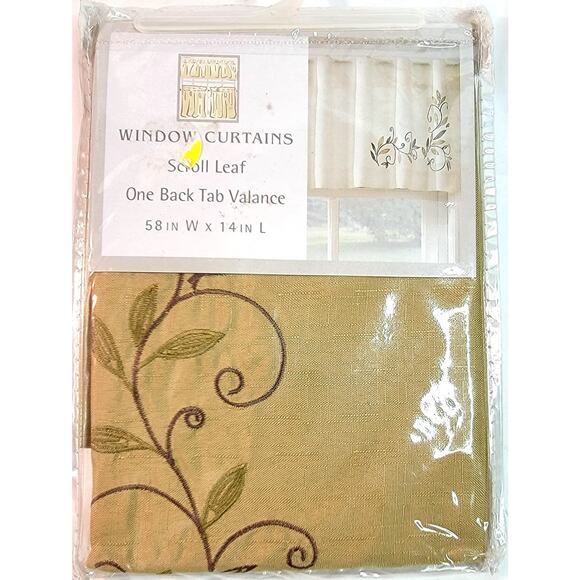 WINDOW CURTAINS
Scroll Leaf
One Back Tab Valance
58 IN W X 14 IN L